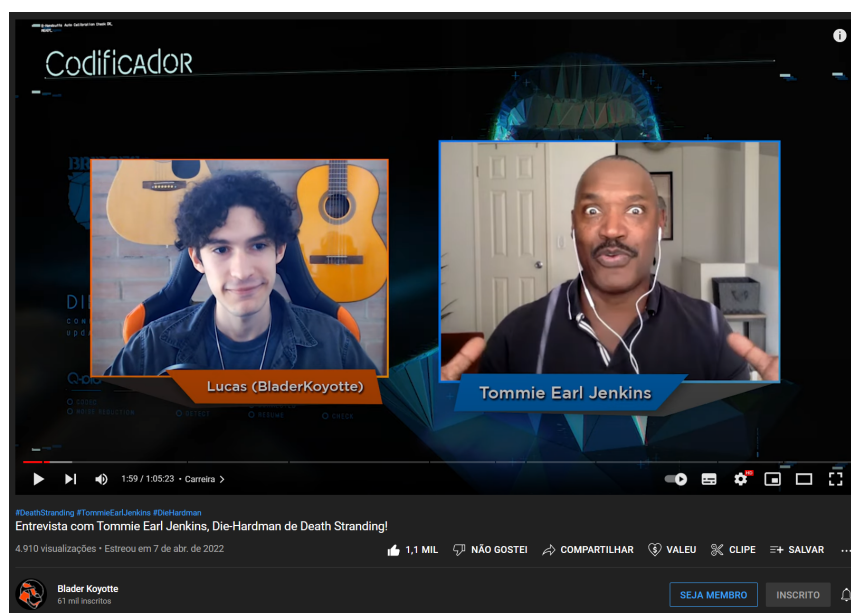 CodificAdoR
Lucas (BladerKoyotte)
Tommie Earl Jenkins
1:59 / 1:05:23 • Carreira >
HD
#DeathStranding #TommieEarlJenkins #DieHardman
Entrevista com Tommie Earl Jenkins, Die-Hardman de Death Stranding!
4.910 visualizações • Estreou em 7 de abr. de 2022
1,1 MIL
NÃO GOSTEI
COMPARTILHAR
VALEU
CLIPE
SALVAR
Blader Koyotte
61 mil inscritos
SEJA MEMBRO
INSCRITO